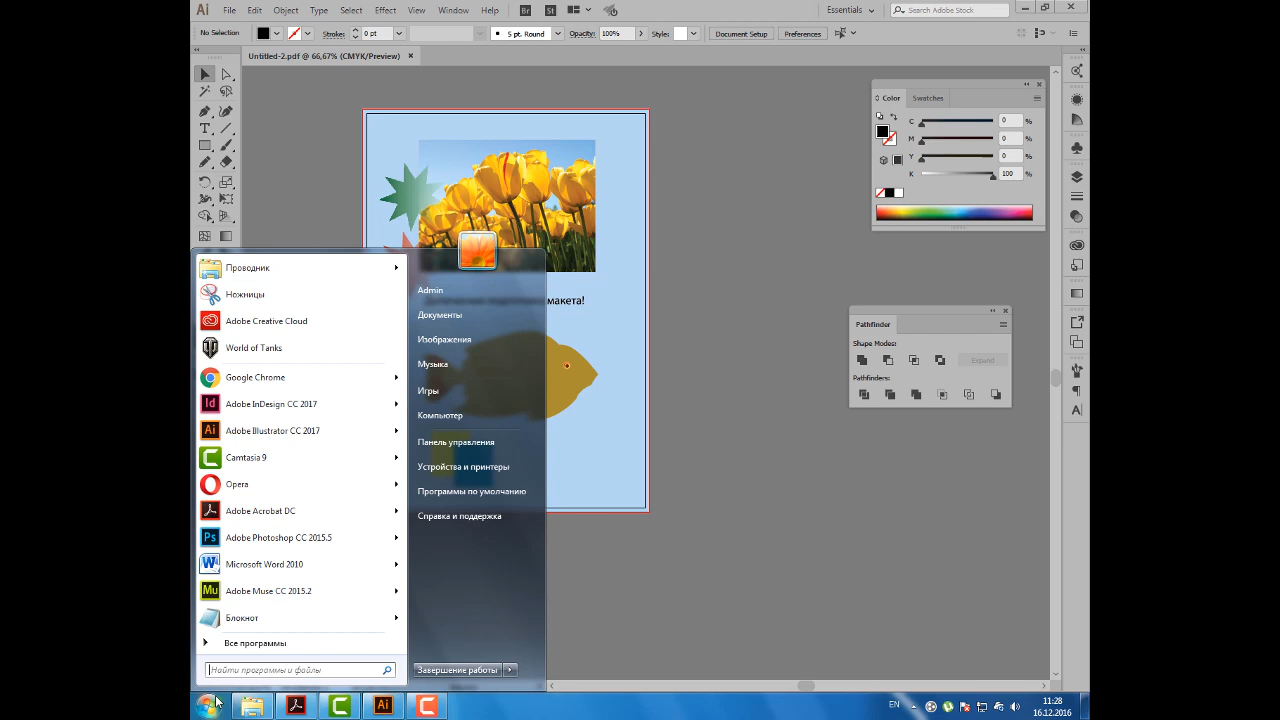 Ai File Edit Object Type Select Effect View Window Help Br St Essentials Search Adobe Stock
No Selection Stroke: 0 pt 5 pt. Round Opacity: 100% Style: Document Setup Preferences
Untitled-2.pdf @ 66,67% (CMYK/Preview)
Color Swatches
C 0 %
M 0 %
Y 0 %
K 100 %
макета!
Pathfinder
Shape Modes:
Expand
Pathfinders:
Проводник
Ножницы
Adobe Creative Cloud
World of Tanks
Google Chrome
Adobe InDesign CC 2017
Adobe Illustrator CC 2017
Camtasia 9
Opera
Adobe Acrobat DC
Adobe Photoshop CC 2015.5
Microsoft Word 2010
Adobe Muse CC 2015.2
Блокнот
Все программы
Найти программы и файлы
Admin
Документы
Изображения
Музыка
Игры
Компьютер
Панель управления
Устройства и принтеры
Программы по умолчанию
Справка и поддержка
Завершение работы
EN 11:28
16.12.2016